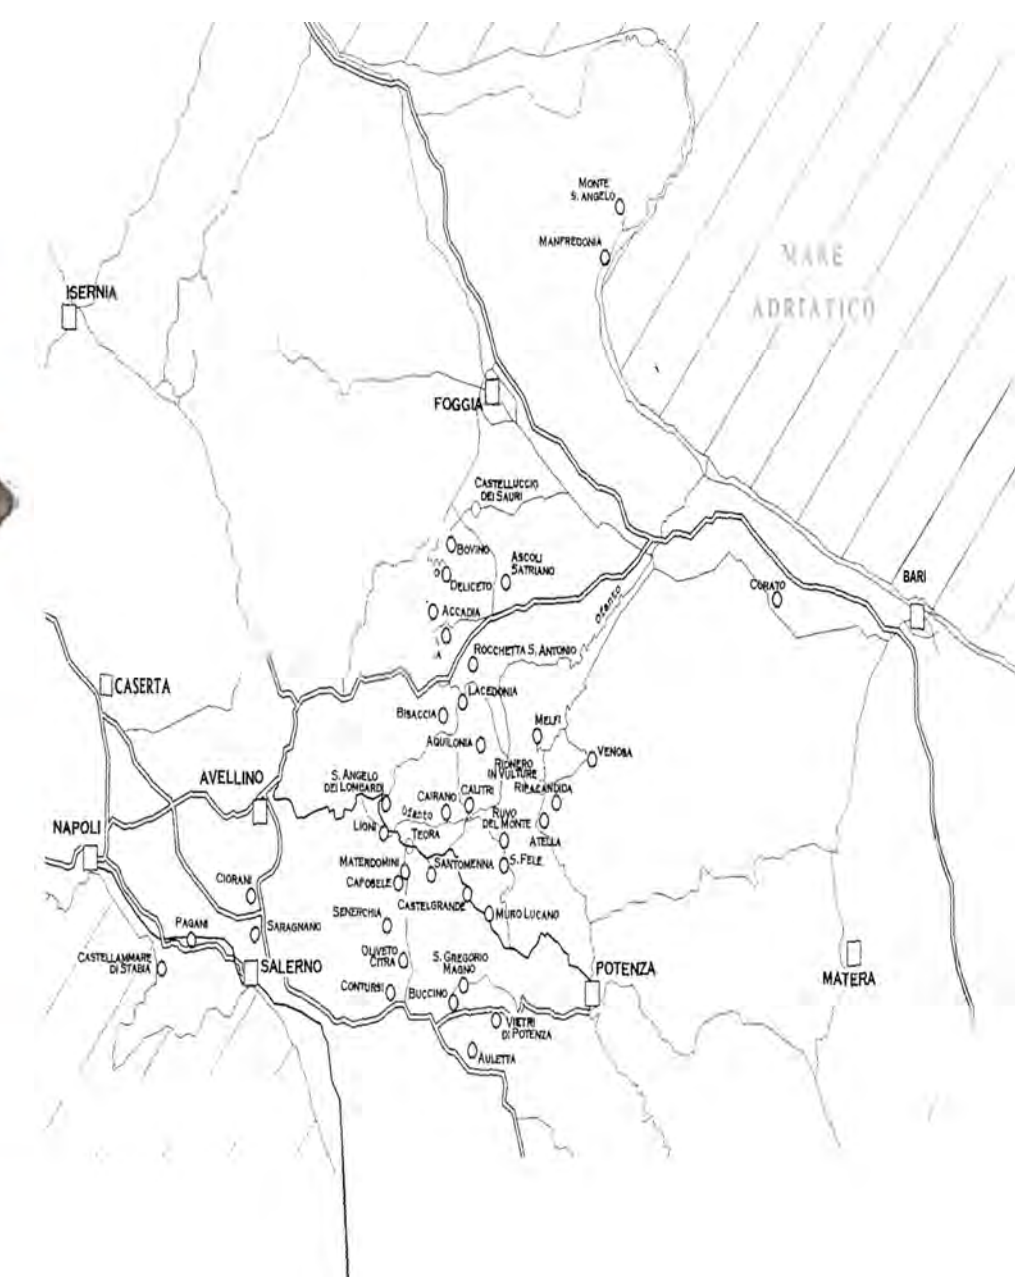 MONTE
S. ANGELO
MANFREDONIA
MARE
ADRIATICO
ISERNIA
FOGGIA
CASTELLUCCIO
DEI SAURI
BOVINO
ASCOLI
SATRIANO
DELICETO
ACCADIA
A
CORATO
BARI
Ofanto
ROCCHETTA S. ANTONIO
CASERTA
LACEDONIA
BISACCIA
MELFI
AQUILONIA
VENOSA
RIONERO
IN VULTURE
AVELLINO
S. ANGELO
DEI LOMBARDI
RIPACANDIDA
CAIRANO
CALITRI
Ofanto
RUVO
DEL MONTE
NAPOLI
LIONI
TEORA
ATELLA
MATERDOMINI
SANTOMENNA
S. FELE
CAPOSELE
CIORANI
CASTELGRANDE
SENERCHIA
MURO LUCANO
PAGANI
SARAGNANO
CASTELLAMMARE
DI STABIA
SALERNO
OLIVETO
CITRA
S. GREGORIO
MAGNO
POTENZA
MATERA
CONTURSI
BUCCINO
VIETRI
DI POTENZA
AULETTA